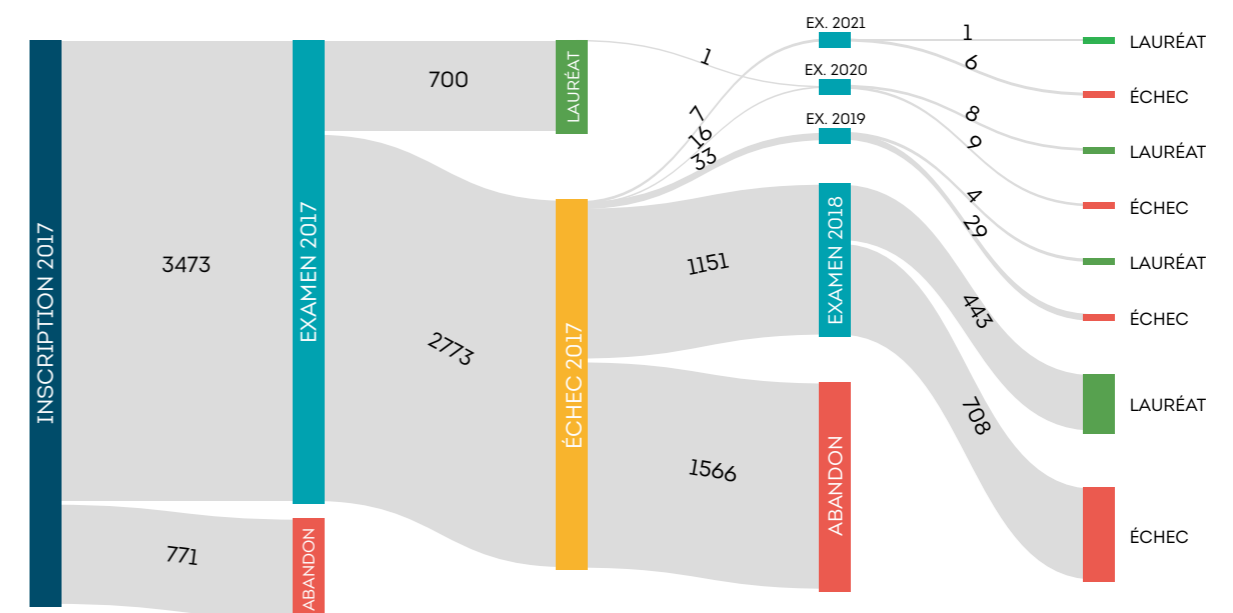 INSCRIPTION 2017
3473
771
EXAMEN 2017
ABANDON
700
2773
LAURÉAT
ÉCHEC 2017
1
7
16
33
1151
1566
EX. 2021
EX. 2020
EX. 2019
EXAMEN 2018
ABANDON
1
6
8
9
4
29
443
708
LAURÉAT
ÉCHEC
LAURÉAT
ÉCHEC
LAURÉAT
ÉCHEC
LAURÉAT
ÉCHEC